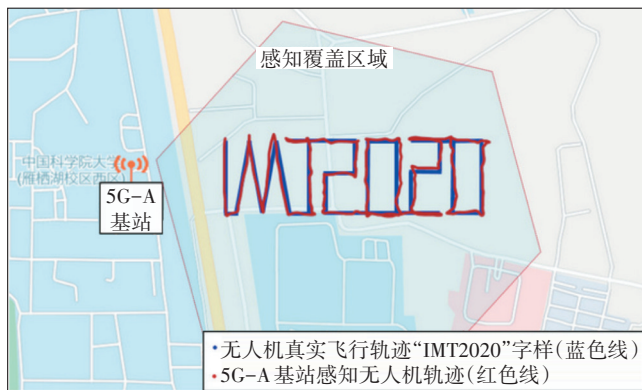 感知覆盖区域
IMT2020
中国科学院大学
(雁栖湖校区西区)
5G-A
基站
•无人机真实飞行轨迹“IMT2020”字样(蓝色线)
•5G-A基站感知无人机轨迹(红色线)